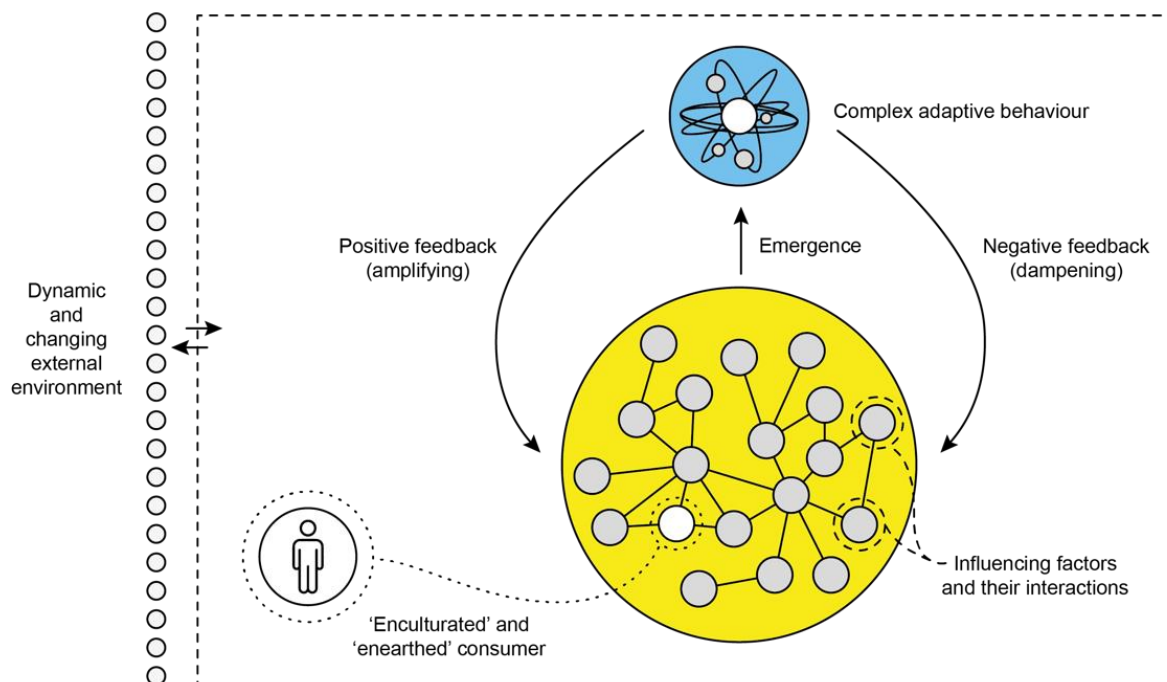 Complex adaptive behaviour
Positive feedback
(amplifying)
Emergence
Negative feedback
(dampening)
Dynamic
and
changing
external
environment
Influencing factors
and their interactions
‘Enculturated’ and
‘enearthed’ consumer